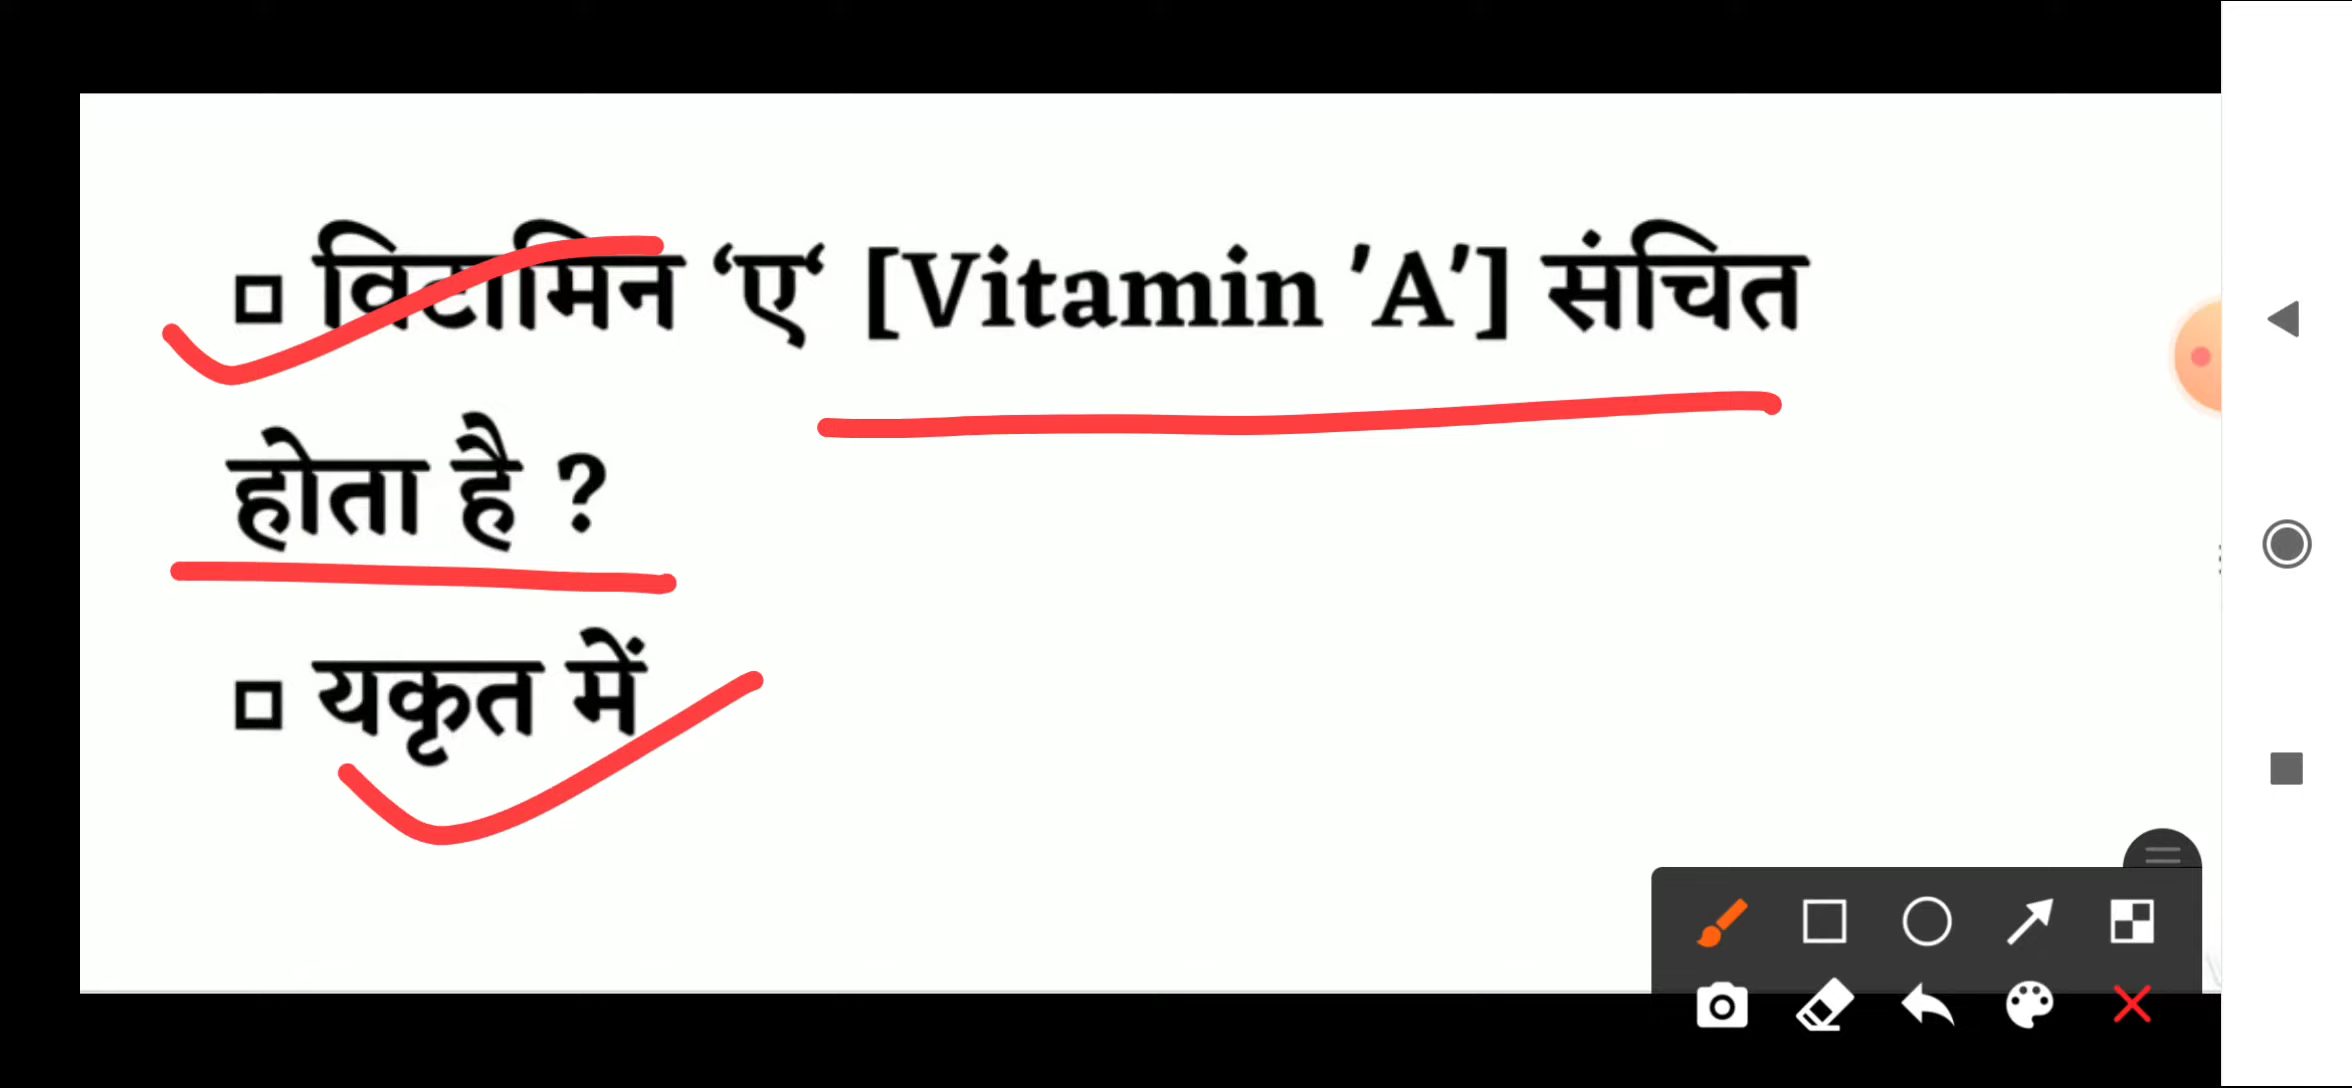 ▫ विटामिन ‘ए‘ [Vitamin ’A’] संचित
होता है ?
▫ यकृत में